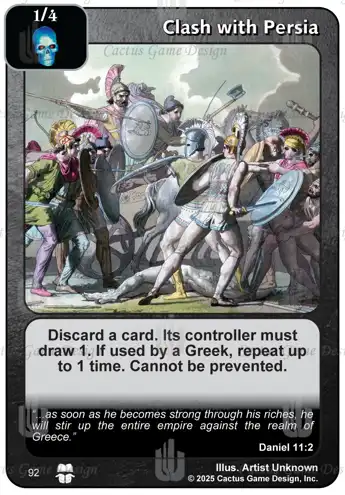 1/4
Clash with Persia
Cactus Game Design
Discard a card. Its controller must
draw 1. If used by a Greek, repeat up
to 1 time. Cannot be prevented.
"...as soon as he becomes strong through his riches, he
will stir up the entire empire against the realm of
Greece."
Daniel 11:2
92
Illus. Artist Unknown
© 2025 Cactus Game Design, Inc.